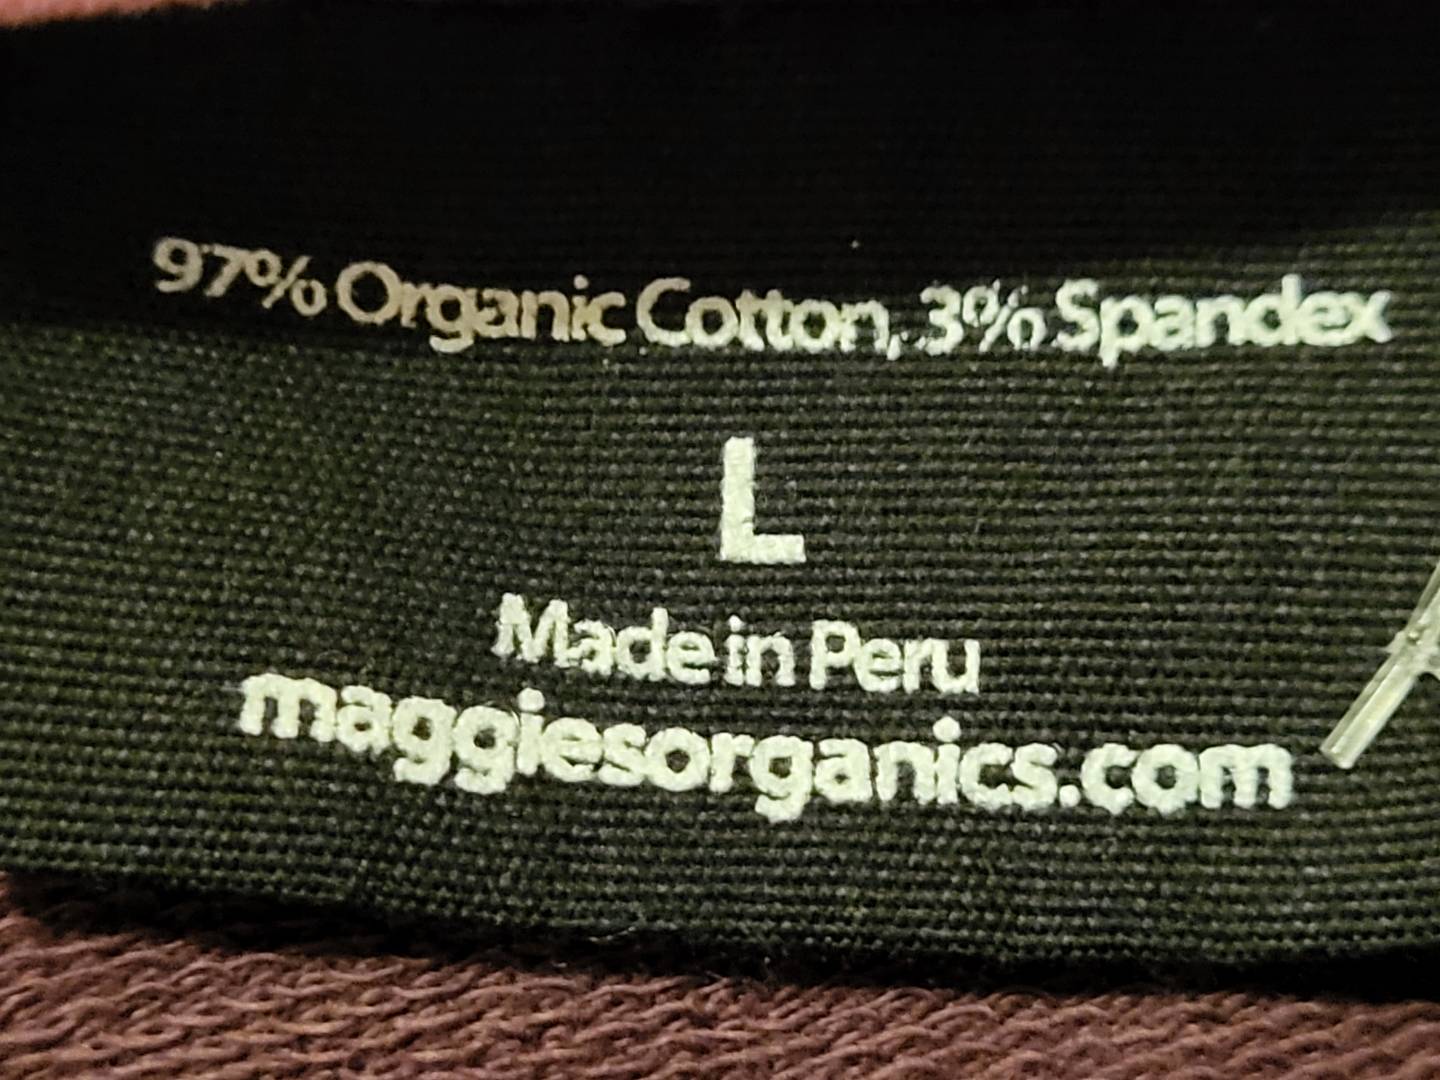 97% Organic Cotton, 3% Spandex
L
Made in Peru
maggiesorganics.com